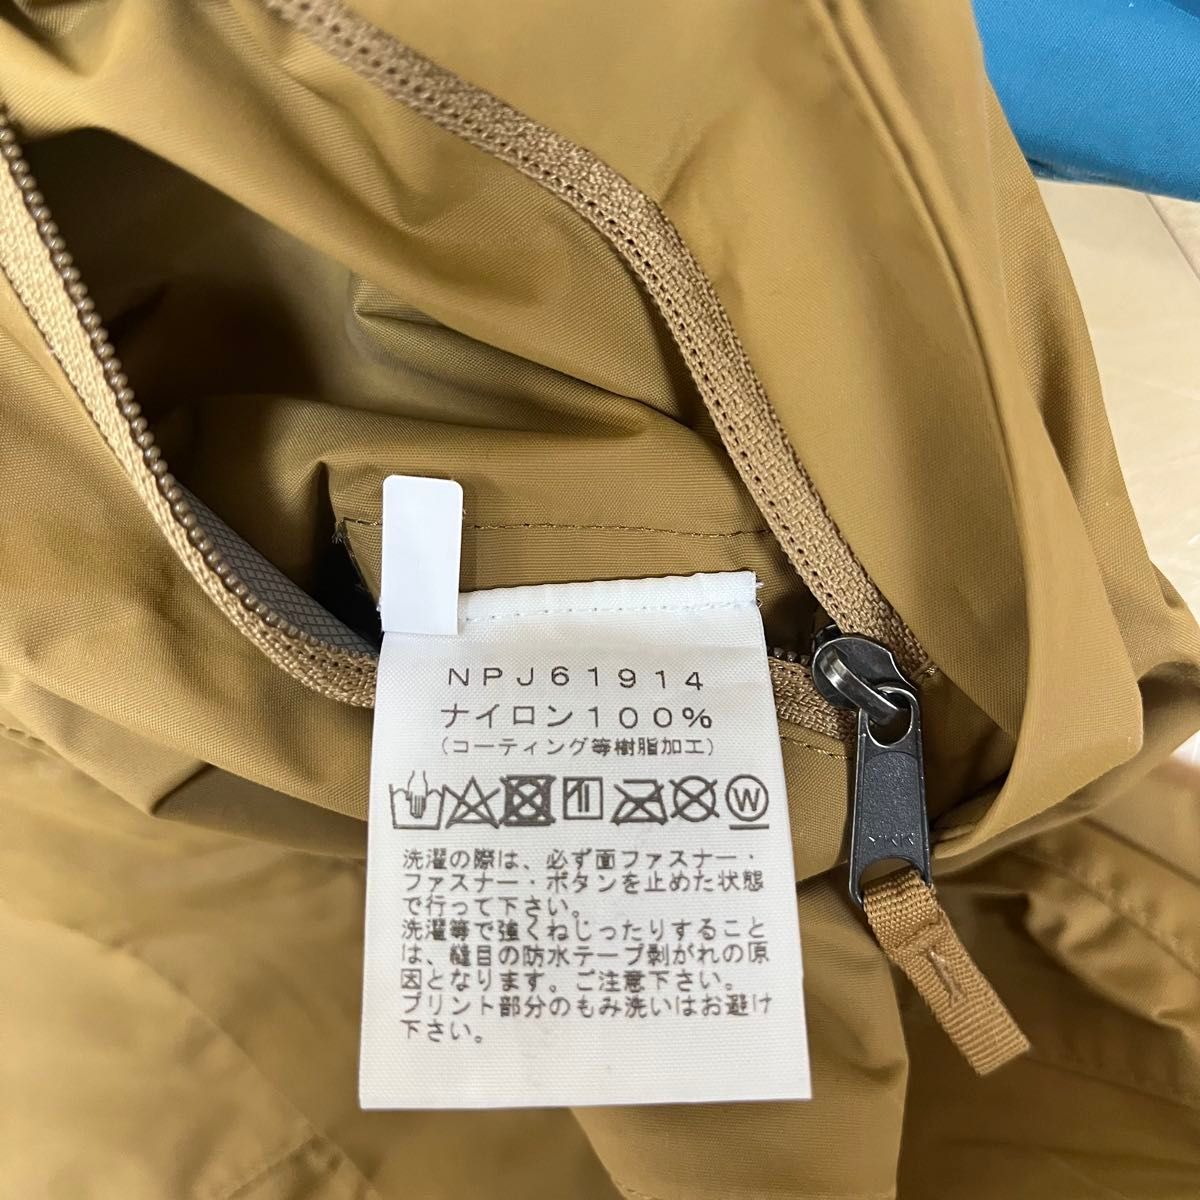 NPJ61914
ナイロン100%
(コーティング等樹脂加工)
W
洗濯の際は、必ず面ファスナー・
ファスナー・ボタンを止めた状態
で行って下さい。
洗濯等で強くねじったりすること
は、縫目の防水テープ剝がれの原
因となります。ご注意下さい。
プリント部分のもみ洗いはお避け
下さい。
YKK